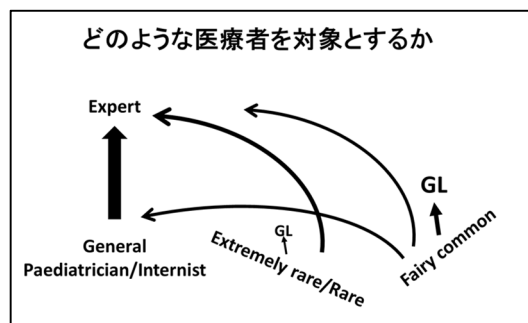 どのような医療者を対象とするか
Expert
GL
General
Paediatrician/Internist
GL
Extremely rare/Rare
Fairy common